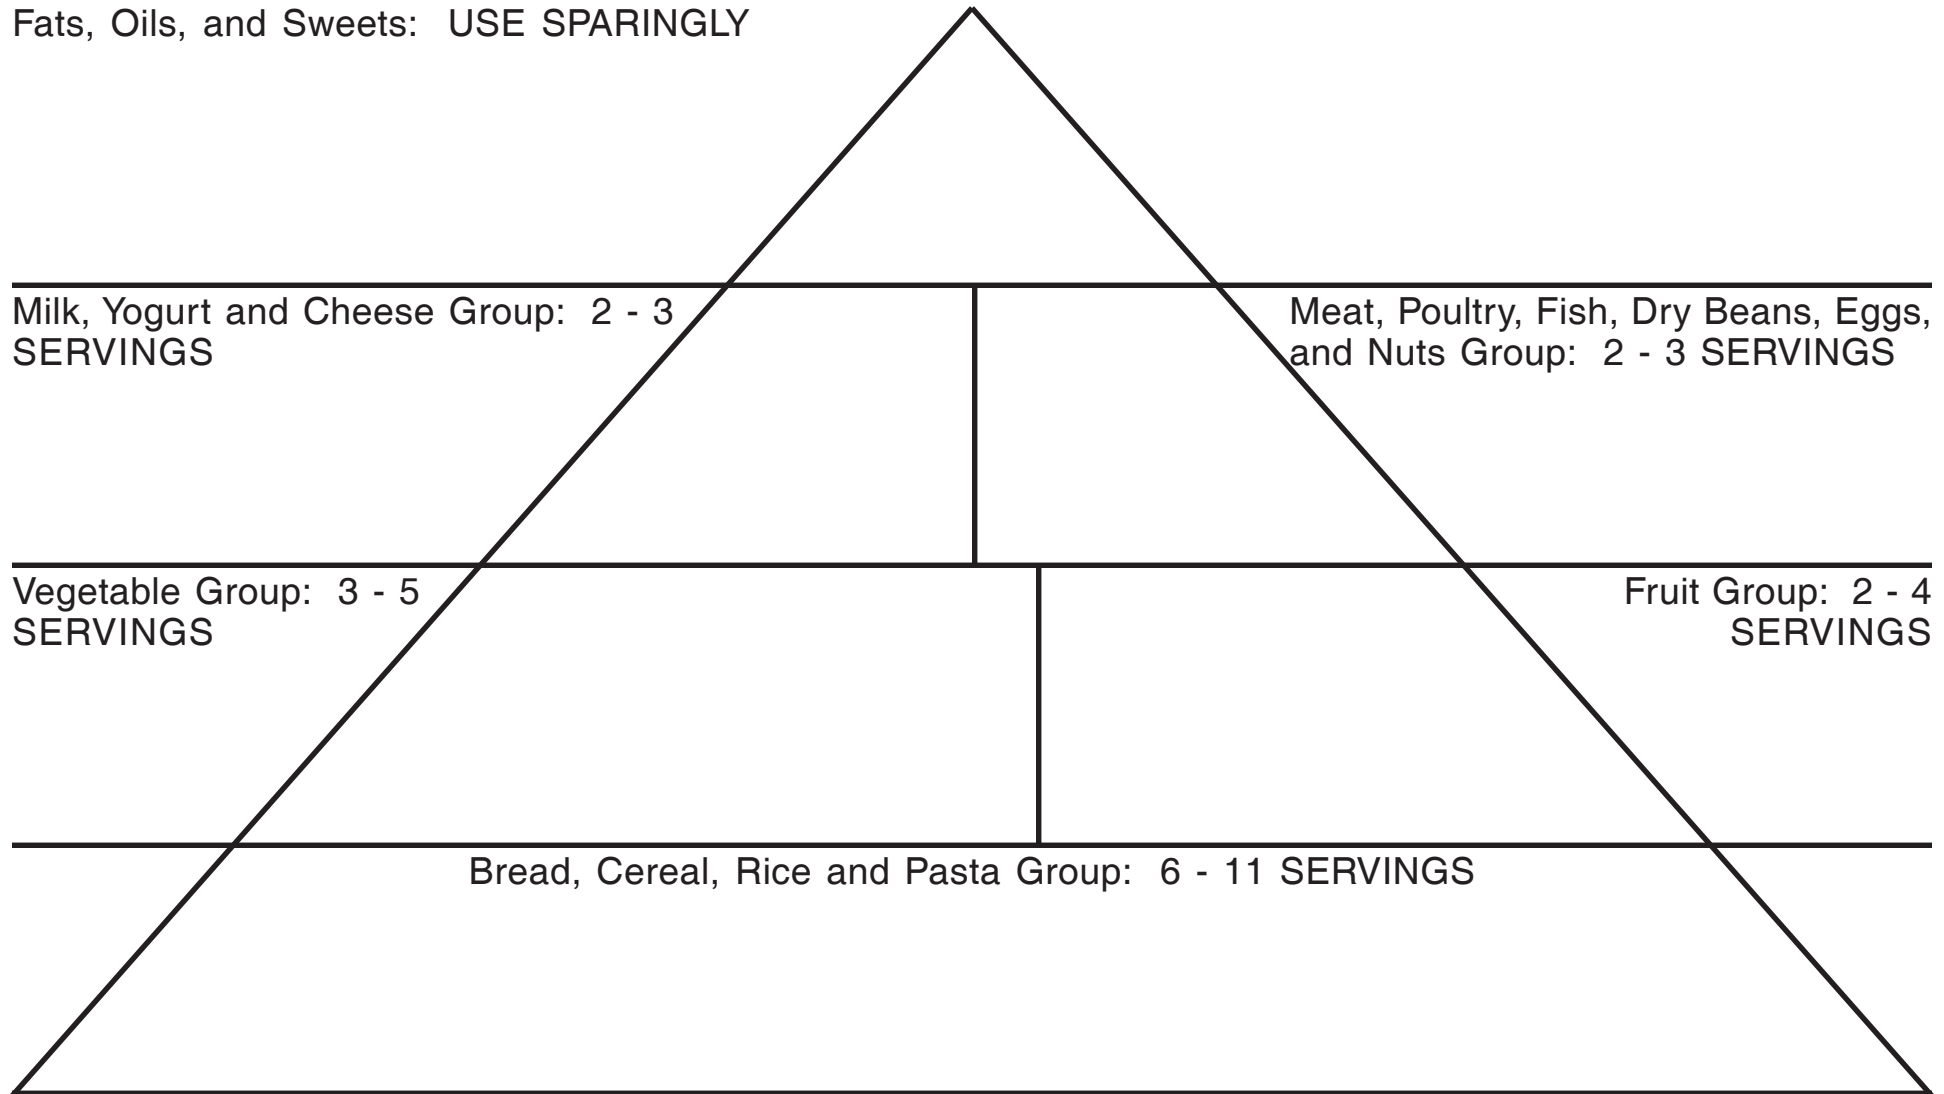 Fats, Oils, and Sweets: USE SPARINGLY
Milk, Yogurt and Cheese Group: 2 - 3
SERVINGS
Meat, Poultry, Fish, Dry Beans, Eggs,
and Nuts Group: 2 - 3 SERVINGS
Vegetable Group: 3 - 5
SERVINGS
Fruit Group: 2 - 4
SERVINGS
Bread, Cereal, Rice and Pasta Group: 6 - 11 SERVINGS